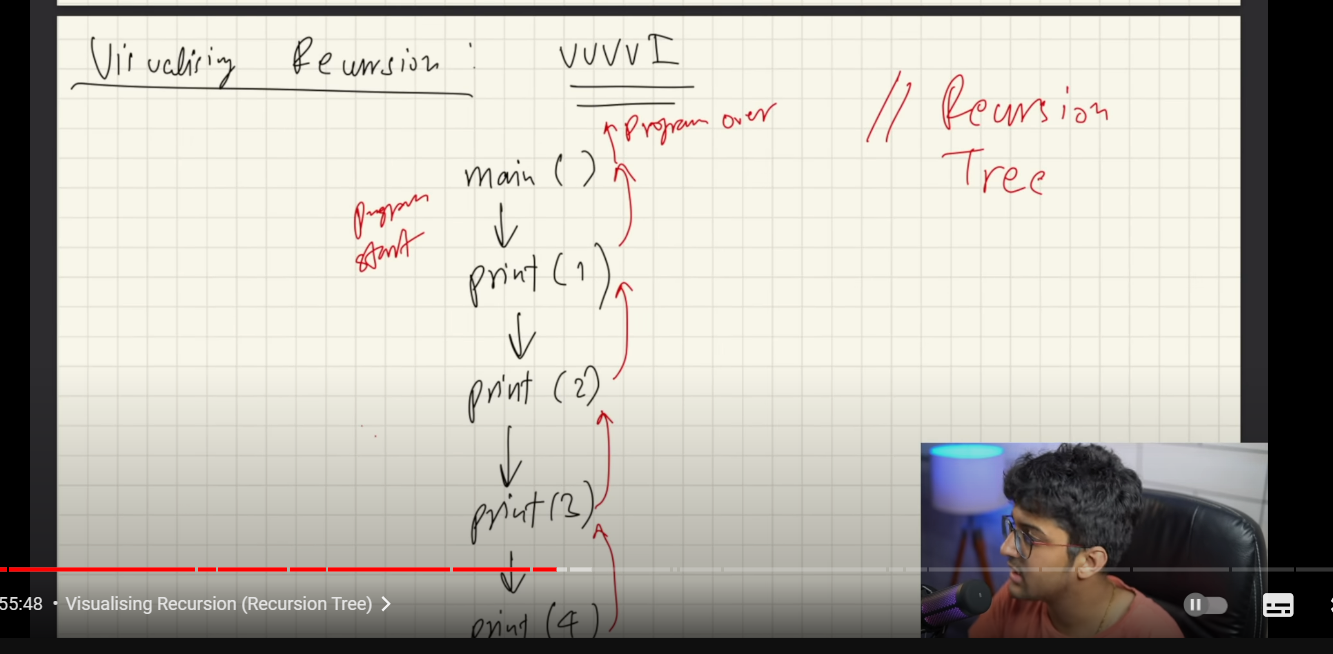 Visualising Recursion : VVVV I
// Recursion
Tree
Program over
main ( )
Program
start
print (1)
print (2)
print (3)
print (4)
55:48 • Visualising Recursion (Recursion Tree) >